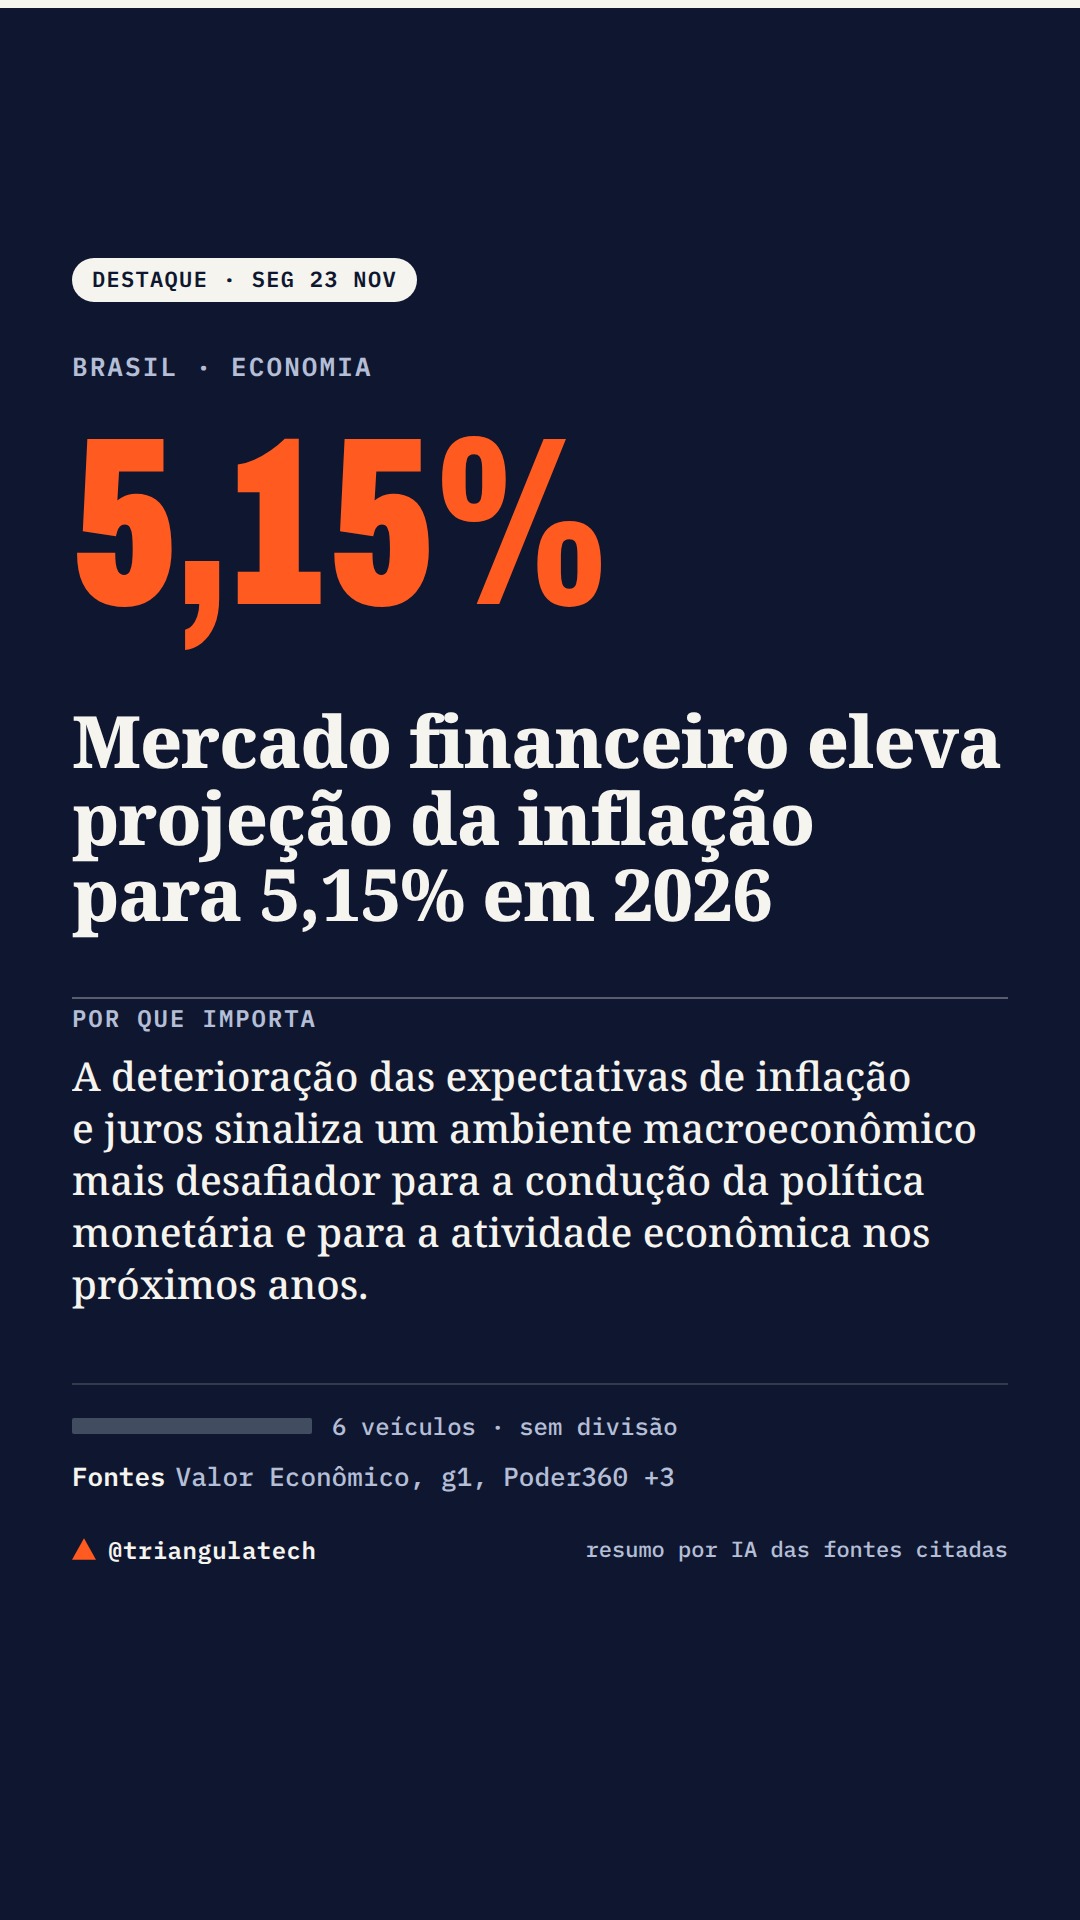 DESTAQUE · SEG 23 NOV
BRASIL · ECONOMIA
5,15%
Mercado financeiro eleva
projeção da inflação
para 5,15% em 2026
POR QUE IMPORTA
A deterioração das expectativas de inflação
e juros sinaliza um ambiente macroeconômico
mais desafiador para a condução da política
monetária e para a atividade econômica nos
próximos anos.
6 veículos · sem divisão
Fontes Valor Econômico, g1, Poder360 +3
@triangulatech
resumo por IA das fontes citadas